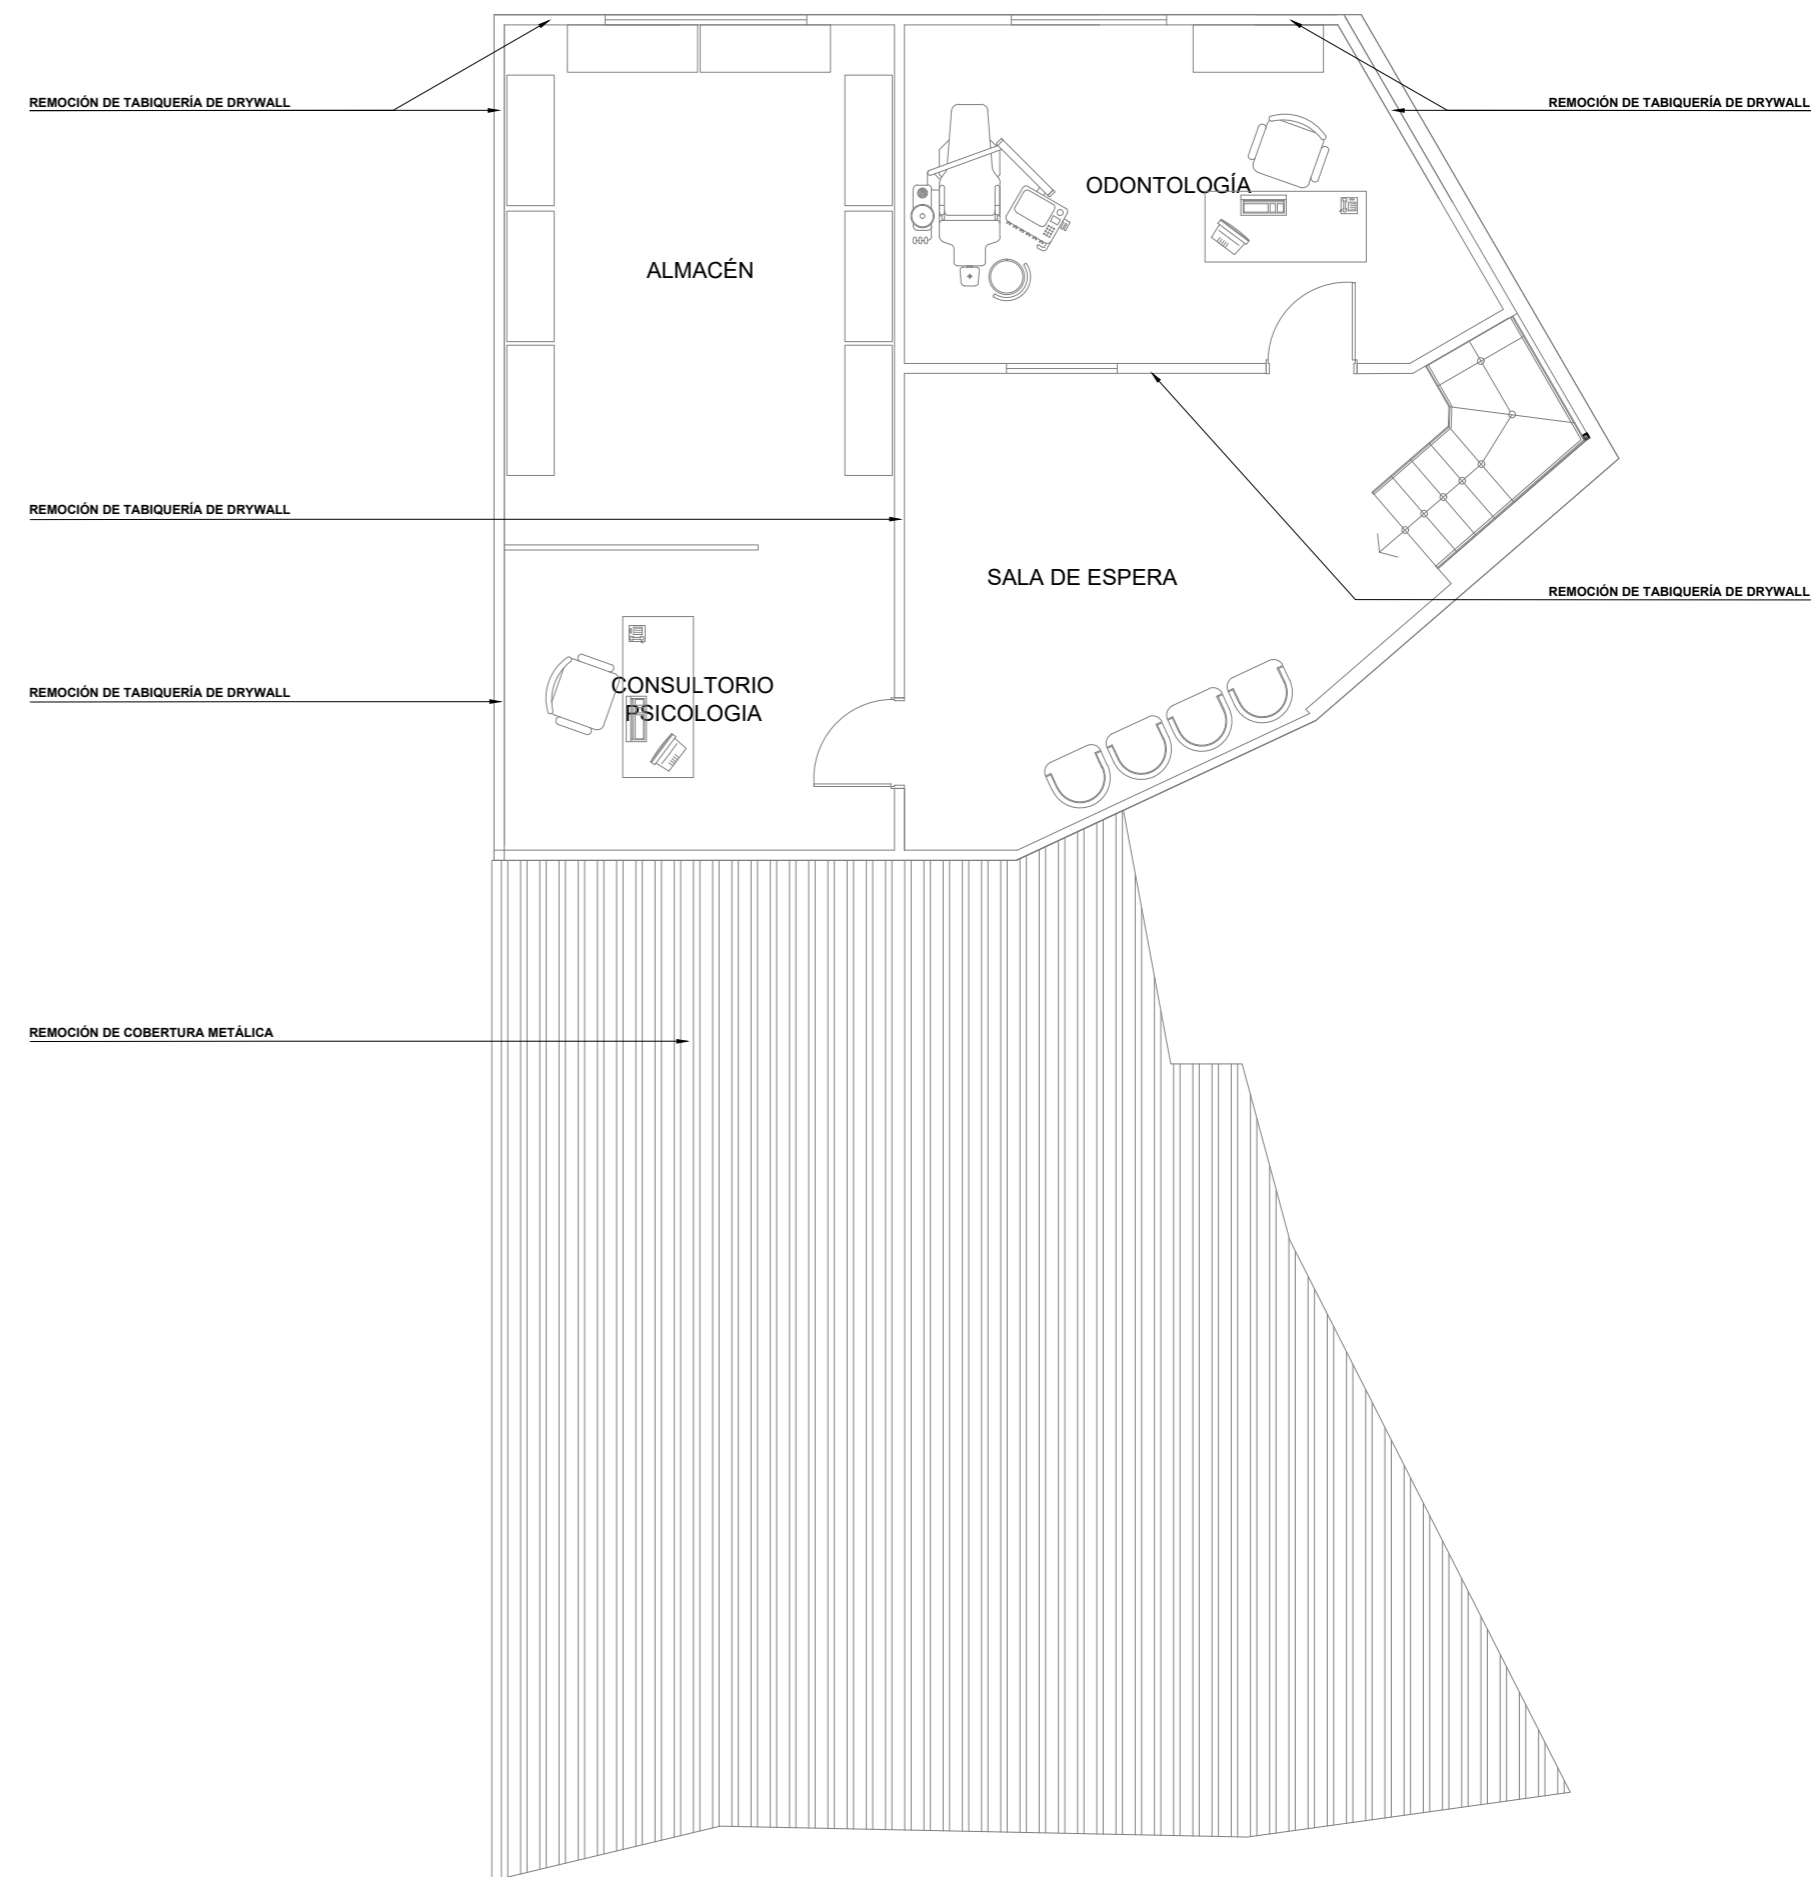 REMOCIÓN DE TABIQUERÍA DE DRYWALL
REMOCIÓN DE TABIQUERÍA DE DRYWALL
ODONTOLOGÍA
ALMACÉN
REMOCIÓN DE TABIQUERÍA DE DRYWALL
SALA DE ESPERA
REMOCIÓN DE TABIQUERÍA DE DRYWALL
CONSULTORIO
PSICOLOGIA
REMOCIÓN DE TABIQUERÍA DE DRYWALL
REMOCIÓN DE COBERTURA METÁLICA